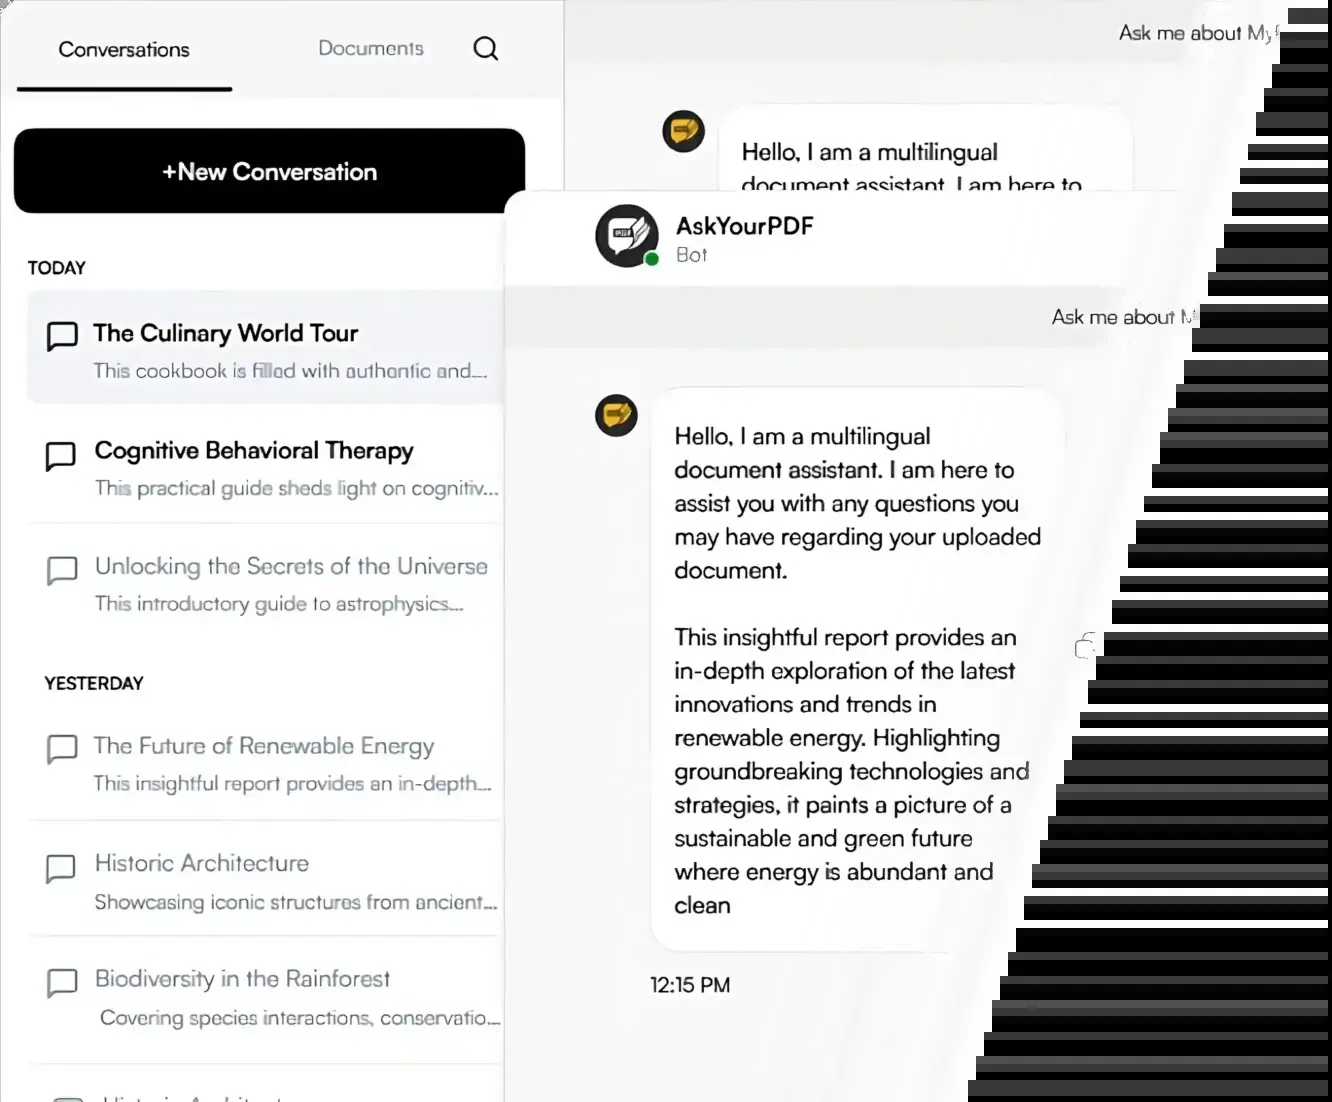 Conversations
Documents
+New Conversation
TODAY
The Culinary World Tour
This cookbook is filled with authentic and...
Cognitive Behavioral Therapy
This practical guide sheds light on cognitiv...
Unlocking the Secrets of the Universe
This introductory guide to astrophysics...
YESTERDAY
The Future of Renewable Energy
This insightful report provides an in-depth...
Historic Architecture
Showcasing iconic structures from ancient...
Biodiversity in the Rainforest
Covering species interactions, conservatio...
Ask me about
Hello, I am a multilingual
document assistant. I am here to
AskYourPDF
Bot
Ask me about
Hello, I am a multilingual
document assistant. I am here to
assist you with any questions you
may have regarding your uploaded
document.
This insightful report provides an
in-depth exploration of the latest
innovations and trends in
renewable energy. Highlighting
groundbreaking technologies and
strategies, it paints a picture of a
sustainable and green future
where energy is abundant and
clean
12:15 PM